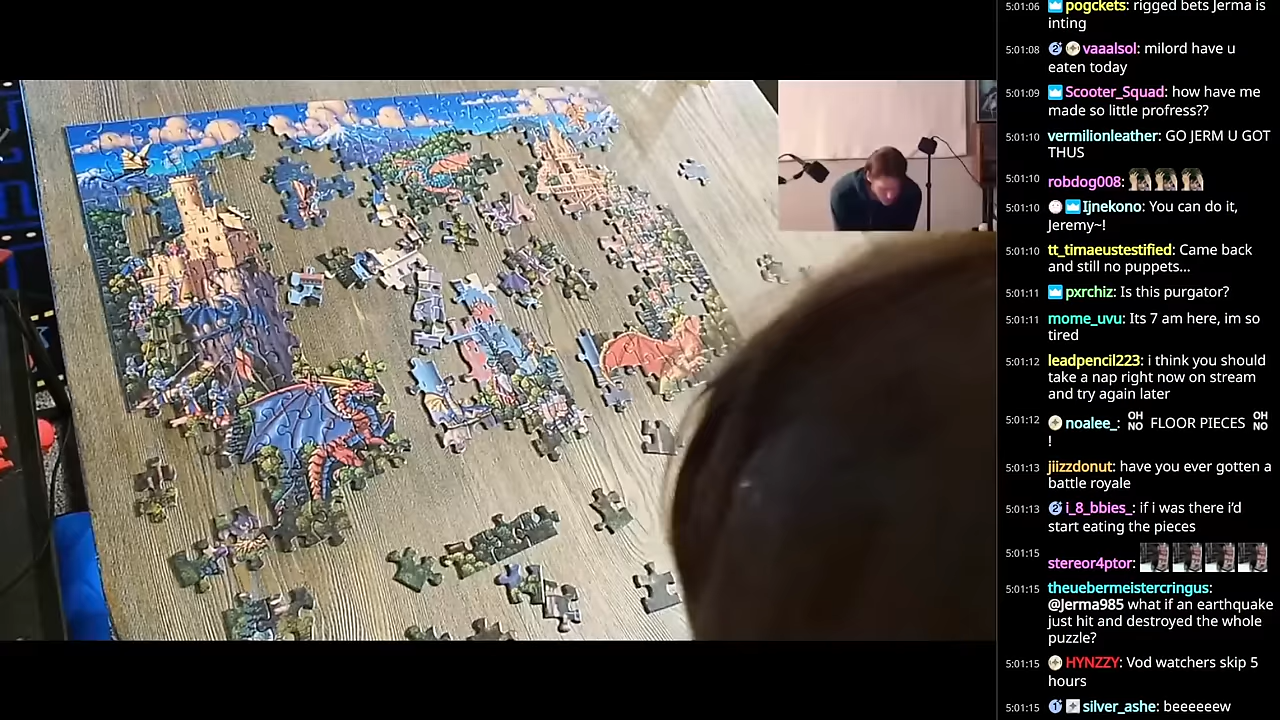 5:01:06 pogckets: rigged bets Jerma is
inting
5:01:08 vaaalsol: milord have u
eaten today
5:01:09 Scooter_Squad: how have me
made so little profress??
5:01:10 vermilionleather: GO JERM U GOT
THUS
5:01:10 robdog008:
5:01:10 Ijnekono: You can do it,
Jeremy~!
5:01:10 tt_timaeustestified: Came back
and still no puppets...
5:01:11 pxrchiz: Is this purgator?
5:01:11 mome_uvu: Its 7 am here, im so
tired
5:01:12 leadpencil223: i think you should
take a nap right now on stream
and try again later
5:01:12 noalee_: OH NO FLOOR PIECES OH NO
!
5:01:13 jiizzdonut: have you ever gotten a
battle royale
5:01:13 2 i_8_bbies_: if i was there i'd
start eating the pieces
5:01:15 stereor4ptor:
5:01:15 theuebermeistercringus:
@Jerma985 what if an earthquake
just hit and destroyed the whole
puzzle?
5:01:15 HYNZZY: Vod watchers skip 5
hours
5:01:15 1 silver_ashe: beeeeeew